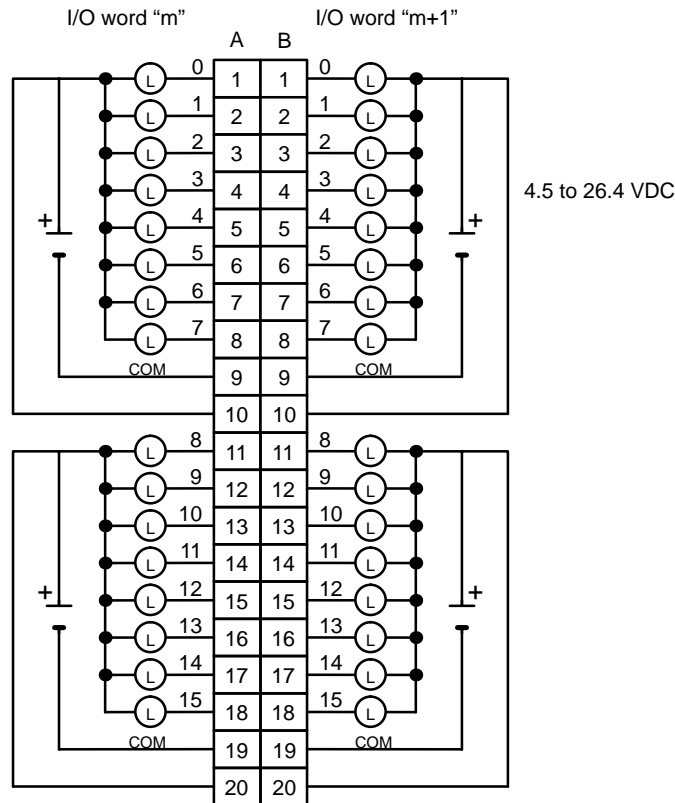 I/O word “m” I/O word “m+1”
A B
0 1 1 0
L L
1 2 2 1
L L
2 3 3 2
L L
3 4 4 3
L L
4.5 to 26.4 VDC
+ 4 5 5 4 +
L L
5 6 6 5
L L
6 7 7 6
L L
7 8 8 7
L L
COM 9 9 COM
10 10
8 11 11 8
L L
9 12 12 9
L L
10 13 13 10
L L
11 14 14 11
L L
+ 12 15 15 12 +
L L
13 16 16 13
L L
14 17 17 14
L L
15 18 18 15
L L
COM 19 19 COM
20 20